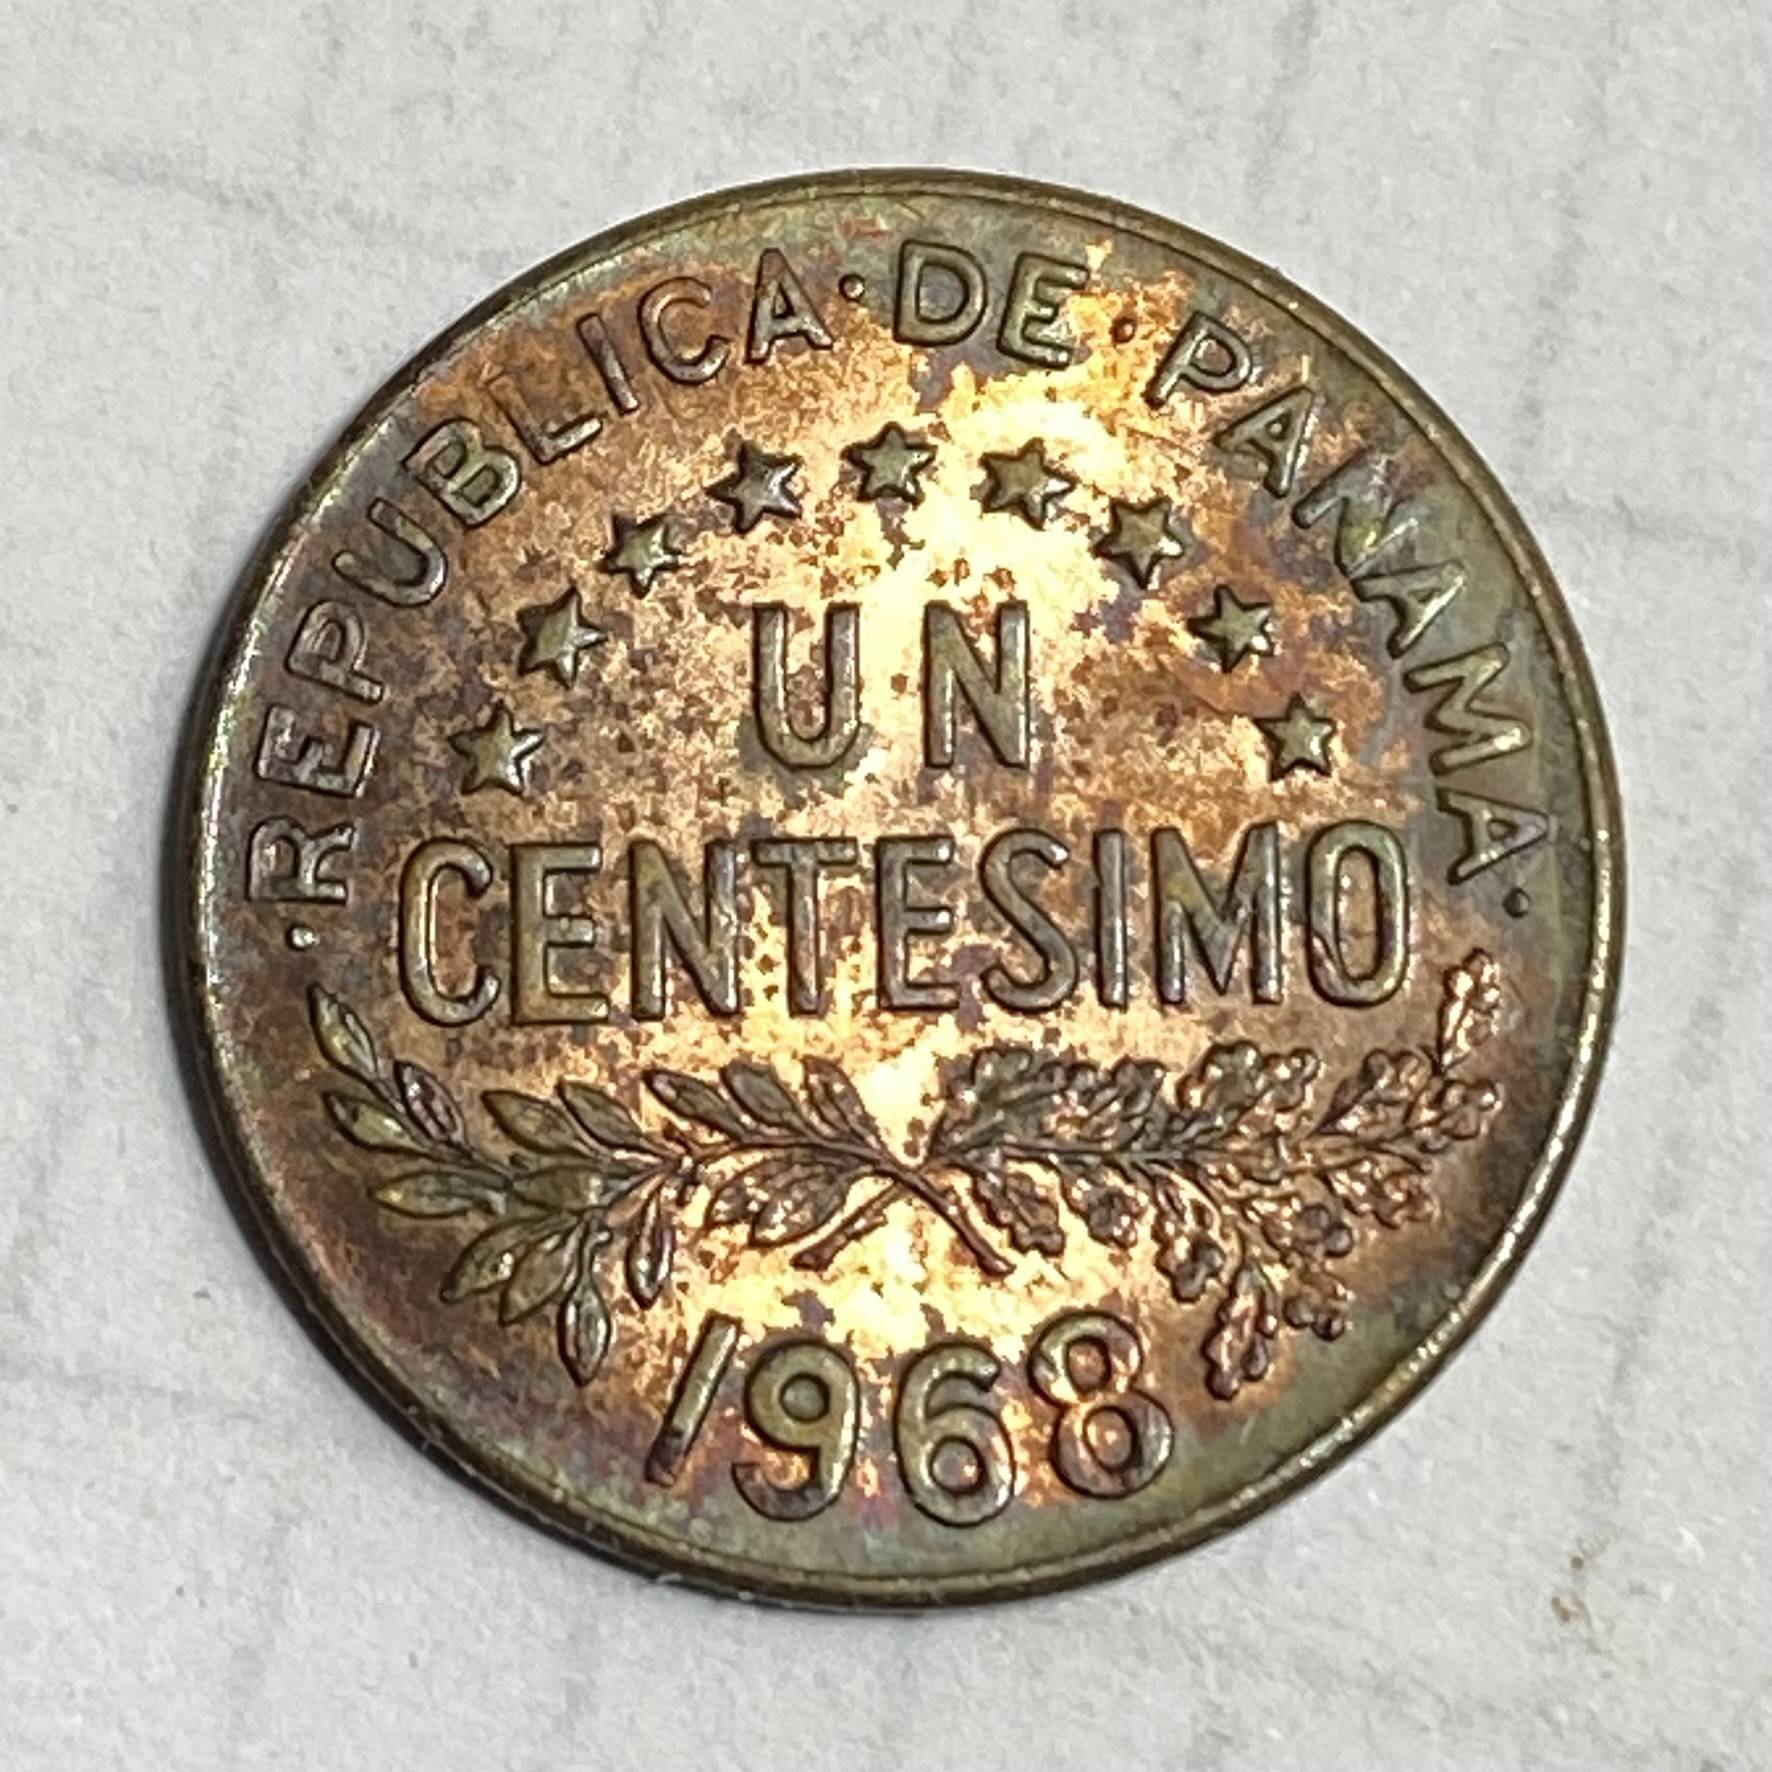 ·REPUBLICA·DE·PANAMA·
UN
CENTESIMO
1968